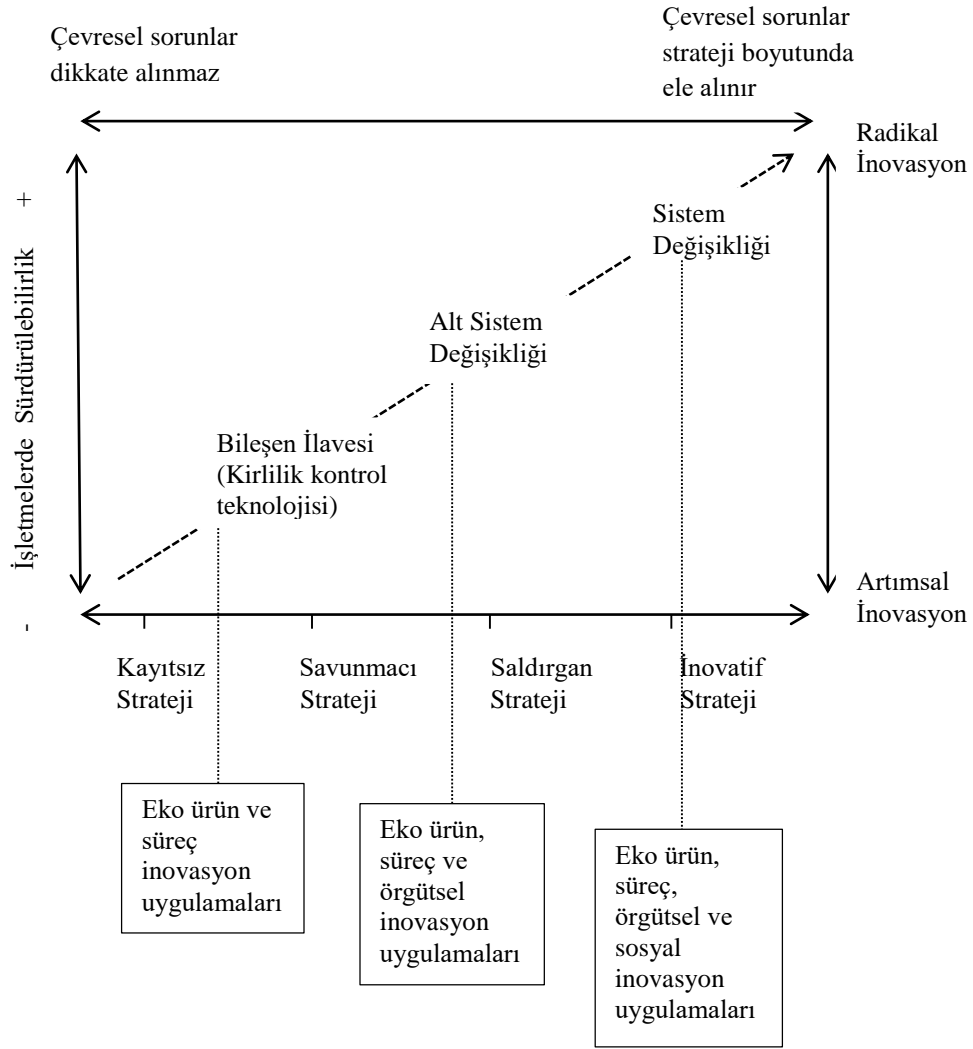 Çevresel sorunlar
dikkate alınmaz
Çevresel sorunlar
strateji boyutunda
ele alınır
Radikal
İnovasyon
- İşletmelerde Sürdürülebilirlik +
Sistem
Değişikliği
Alt Sistem
Değişikliği
Bileşen İlavesi
(Kirlilik kontrol
teknolojisi)
Artımsal
İnovasyon
Kayıtsız
Strateji
Savunmacı
Strateji
Saldırgan
Strateji
İnovatif
Strateji
Eko ürün ve
süreç
inovasyon
uygulamaları
Eko ürün,
süreç ve
örgütsel
inovasyon
uygulamaları
Eko ürün,
süreç,
örgütsel ve
sosyal
inovasyon
uygulamaları